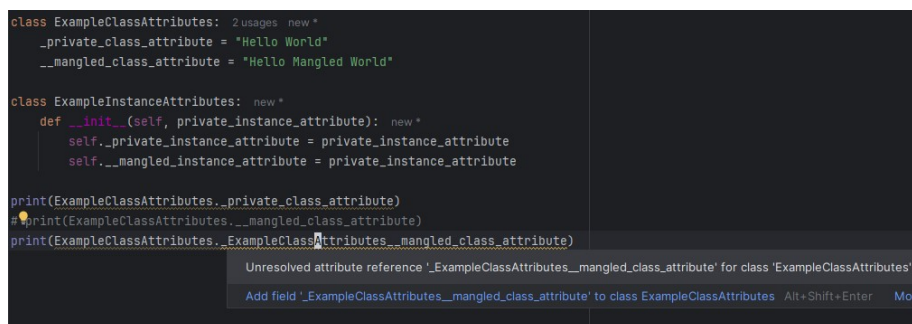 class ExampleClassAttributes: 2 usages new *
_private_class_attribute = "Hello World"
__mangled_class_attribute = "Hello Mangled World"
class ExampleInstanceAttributes: new *
def __init__(self, private_instance_attribute): new *
self._private_instance_attribute = private_instance_attribute
self.__mangled_instance_attribute = private_instance_attribute
print(ExampleClassAttributes._private_class_attribute)
# print(ExampleClassAttributes.__mangled_class_attribute)
print(ExampleClassAttributes._ExampleClassAttributes__mangled_class_attribute)
Unresolved attribute reference '_ExampleClassAttributes__mangled_class_attribute' for class 'ExampleClassAttributes'
Add field '_ExampleClassAttributes__mangled_class_attribute' to class ExampleClassAttributes Alt+Shift+Enter Mo